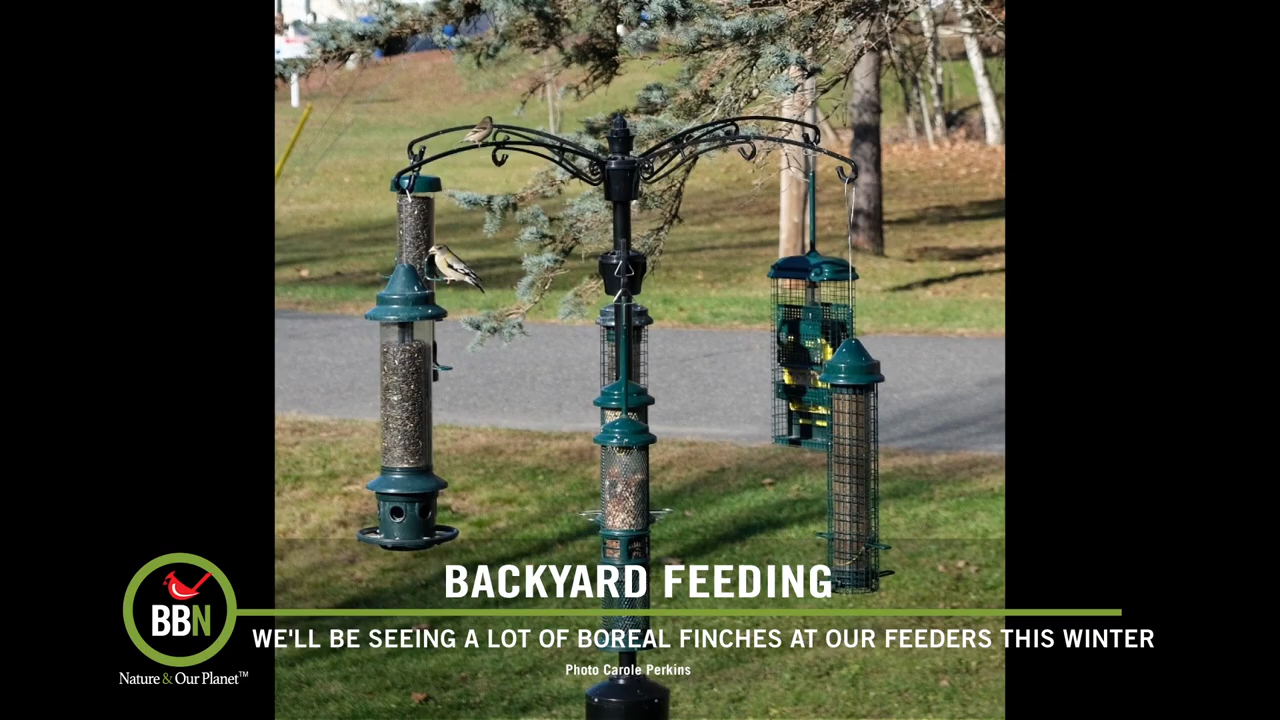 BACKYARD FEEDING
BBN
WE'LL BE SEEING A LOT OF BOREAL FINCHES AT OUR FEEDERS THIS WINTER
Photo Carole Perkins
Nature & Our Planet™